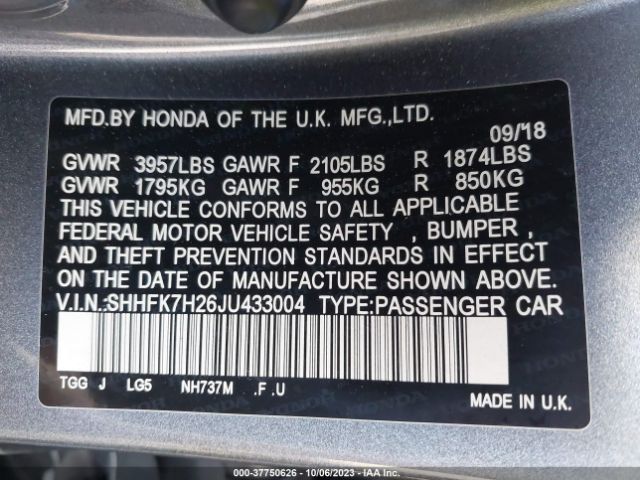 MFD.BY HONDA OF THE U.K. MFG.,LTD.
09/18
GVWR 3957LBS GAWR F 2105LBS R 1874LBS
GVWR 1795KG GAWR F 955KG R 850KG
THIS VEHICLE CONFORMS TO ALL APPLICABLE
FEDERAL MOTOR VEHICLE SAFETY , BUMPER ,
AND THEFT PREVENTION STANDARDS IN EFFECT
ON THE DATE OF MANUFACTURE SHOWN ABOVE.
V.I.N.:SHHFK7H26JU433004 TYPE:PASSENGER CAR
TGG J LG5 NH737M .F .U
MADE IN U.K.
000-37750626 - 10/06/2023 - IAA Inc.